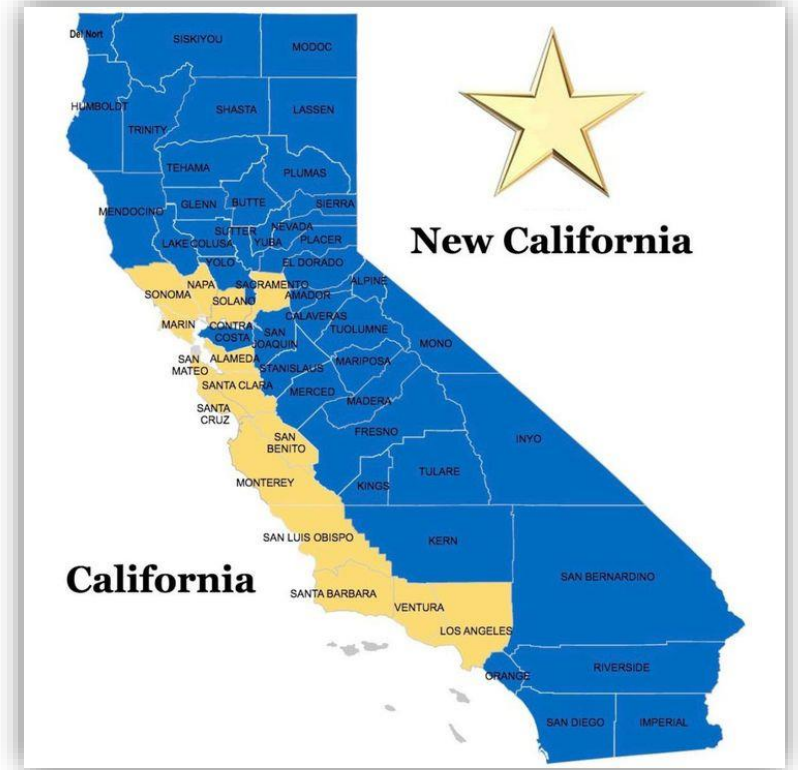 Del Nort
SISKIYOU
MODOC
HUMBOLDT
TRINITY
SHASTA
LASSEN
TEHAMA
PLUMAS
MENDOCINO
GLENN
BUTTE
SIERRA
LAKE
COLUSA
SUTTER
YUBA
NEVADA
PLACER
New California
YOLO
EL DORADO
NAPA
SACRAMENTO
ALPINE
SONOMA
SOLANO
AMADOR
CALAVERAS
MARIN
CONTRA
COSTA
SAN
JOAQUIN
TUOLUMNE
MONO
SAN
MATEO
ALAMEDA
STANISLAUS
MARIPOSA
SANTA CLARA
MERCED
MADERA
SANTA
CRUZ
SAN
BENITO
FRESNO
INYO
MONTEREY
KINGS
TULARE
SAN LUIS OBISPO
KERN
California
SANTA BARBARA
VENTURA
SAN BERNARDINO
LOS ANGELES
ORANGE
RIVERSIDE
SAN DIEGO
IMPERIAL